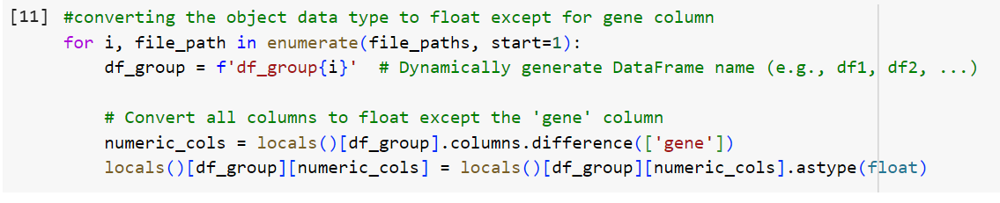 [11] #converting the object data type to float except for gene column
for i, file_path in enumerate(file_paths, start=1):
    df_group = f'df_group{i}'  # Dynamically generate DataFrame name (e.g., df1, df2, ...)

    # Convert all columns to float except the 'gene' column
    numeric_cols = locals()[df_group].columns.difference(['gene'])
    locals()[df_group][numeric_cols] = locals()[df_group][numeric_cols].astype(float)